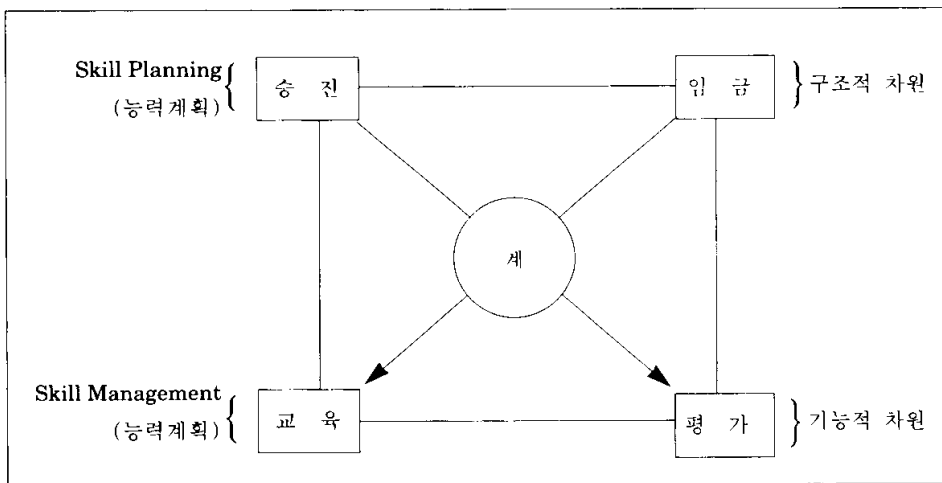 Skill Planning
(능력계획)
승 진
임 금
구조적 차원
계
Skill Management
(능력계획)
교 육
평 가
기능적 차원